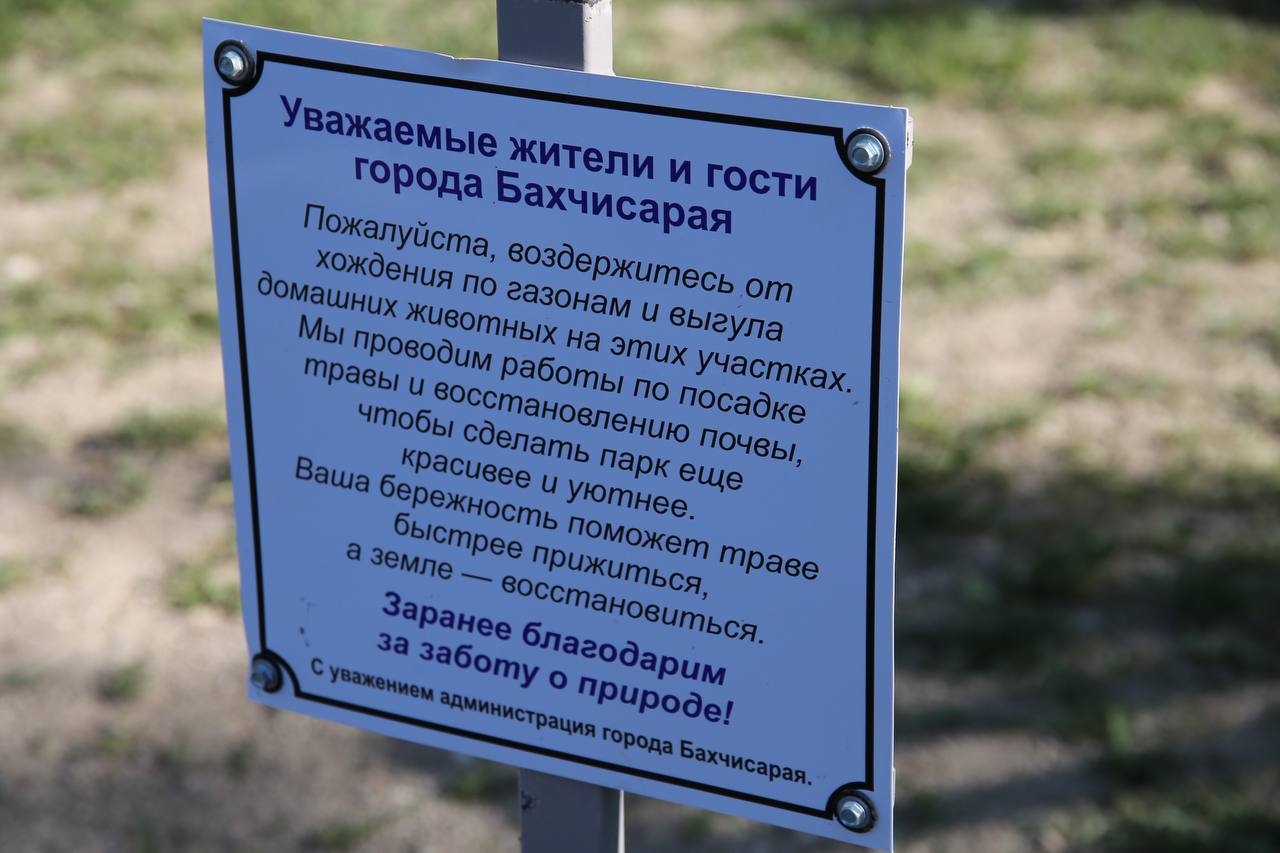 Уважаемые жители и гости
города Бахчисарая
Пожалуйста, воздержитесь от
хождения по газонам и выгула
домашних животных на этих участках.
Мы проводим работы по посадке
травы и восстановлению почвы,
чтобы сделать парк еще
красивее и уютнее.
Ваша бережность поможет траве
быстрее прижиться,
а земле — восстановиться.
Заранее благодарим
за заботу о природе!
С уважением администрация города Бахчисарая.